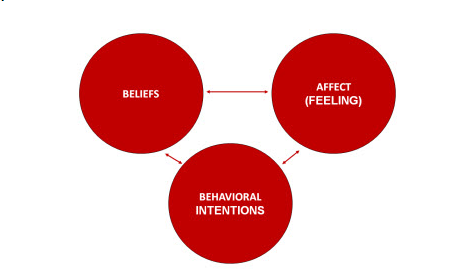 BELIEFS
AFFECT
(FEELING)
BEHAVIORAL
INTENTIONS